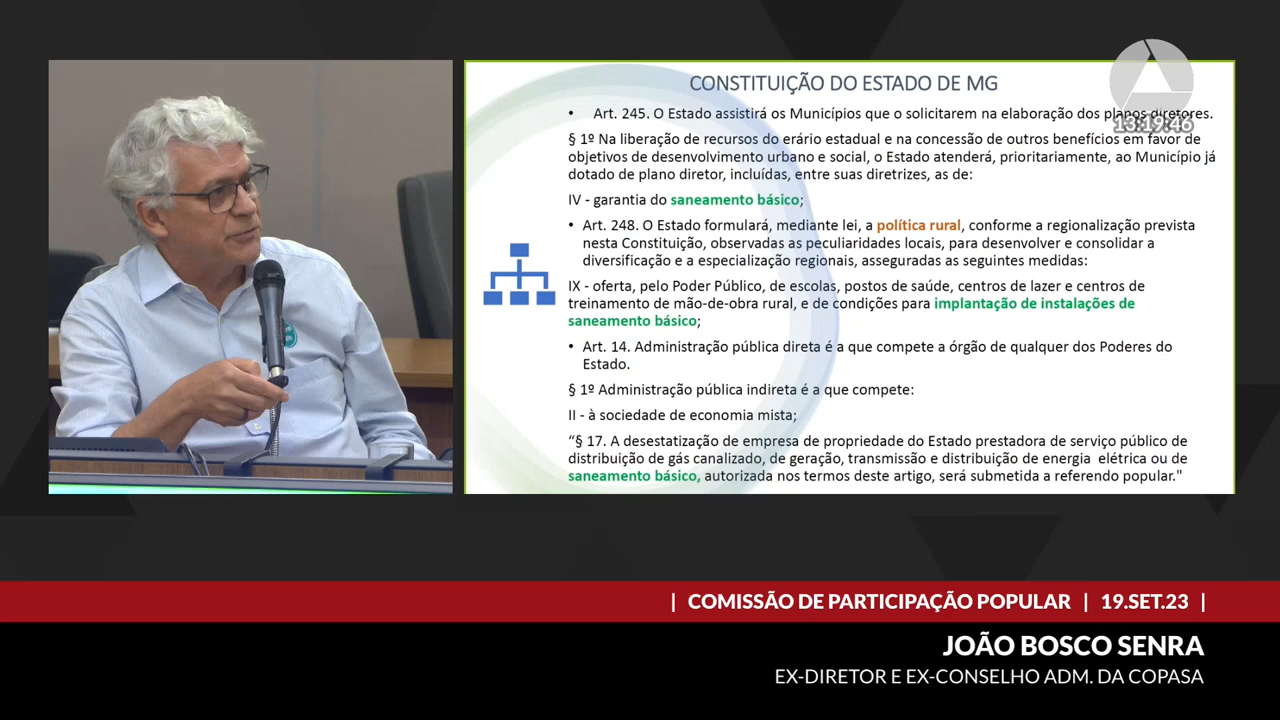 CONSTITUIÇÃO DO ESTADO DE MG
• Art. 245. O Estado assistirá os Municípios que o solicitarem na elaboração dos planos diretores.
13:19:46
§ 1º Na liberação de recursos do erário estadual e na concessão de outros benefícios em favor de
objetivos de desenvolvimento urbano e social, o Estado atenderá, prioritariamente, ao Município já
dotado de plano diretor, incluídas, entre suas diretrizes, as de:
IV - garantia do saneamento básico;
• Art. 248. O Estado formulará, mediante lei, a política rural, conforme a regionalização prevista
nesta Constituição, observadas as peculiaridades locais, para desenvolver e consolidar a
diversificação e a especialização regionais, asseguradas as seguintes medidas:
IX - oferta, pelo Poder Público, de escolas, postos de saúde, centros de lazer e centros de
treinamento de mão-de-obra rural, e de condições para implantação de instalações de
saneamento básico;
• Art. 14. Administração pública direta é a que compete a órgão de qualquer dos Poderes do
Estado.
§ 1º Administração pública indireta é a que compete:
II - à sociedade de economia mista;
“§ 17. A desestatização de empresa de propriedade do Estado prestadora de serviço público de
distribuição de gás canalizado, de geração, transmissão e distribuição de energia elétrica ou de
saneamento básico, autorizada nos termos deste artigo, será submetida a referendo popular."
| COMISSÃO DE PARTICIPAÇÃO POPULAR | 19.SET.23 |
JOÃO BOSCO SENRA
EX-DIRETOR E EX-CONSELHO ADM. DA COPASA